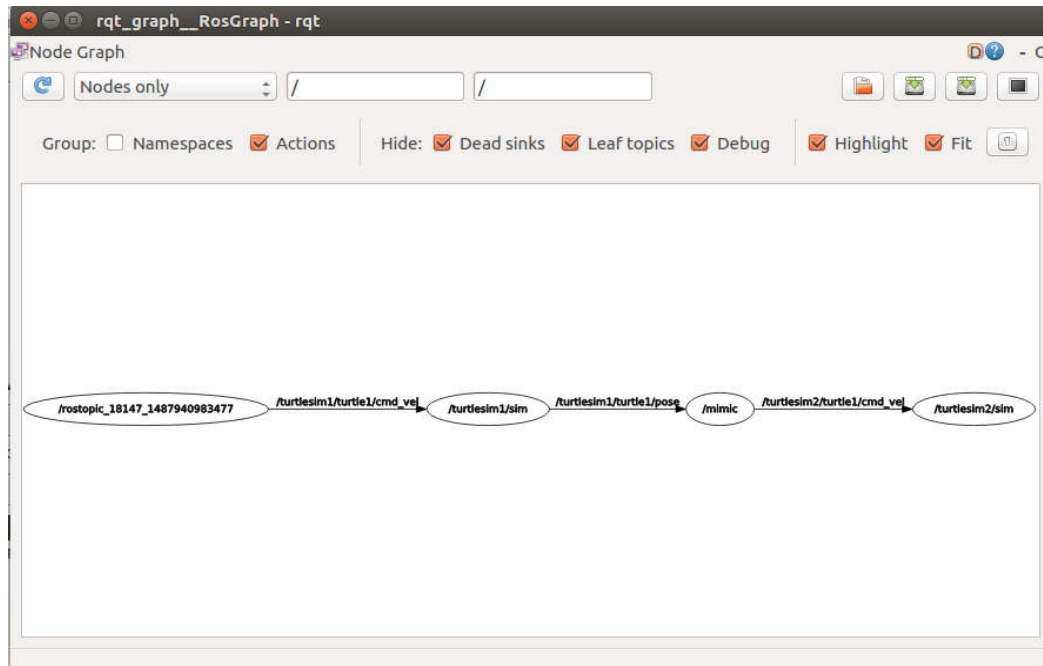 rqt_graph__RosGraph - rqt
Node Graph
D ? - C
Nodes only / /
Group: Namespaces Actions Hide: Dead sinks Leaf topics Debug Highlight Fit
/rostopic_18147_1487940983477 /turtlesim1/turtle1/cmd_vel /turtlesim1/sim /turtlesim1/turtle1/pose /mimic /turtlesim2/turtle1/cmd_vel /turtlesim2/sim